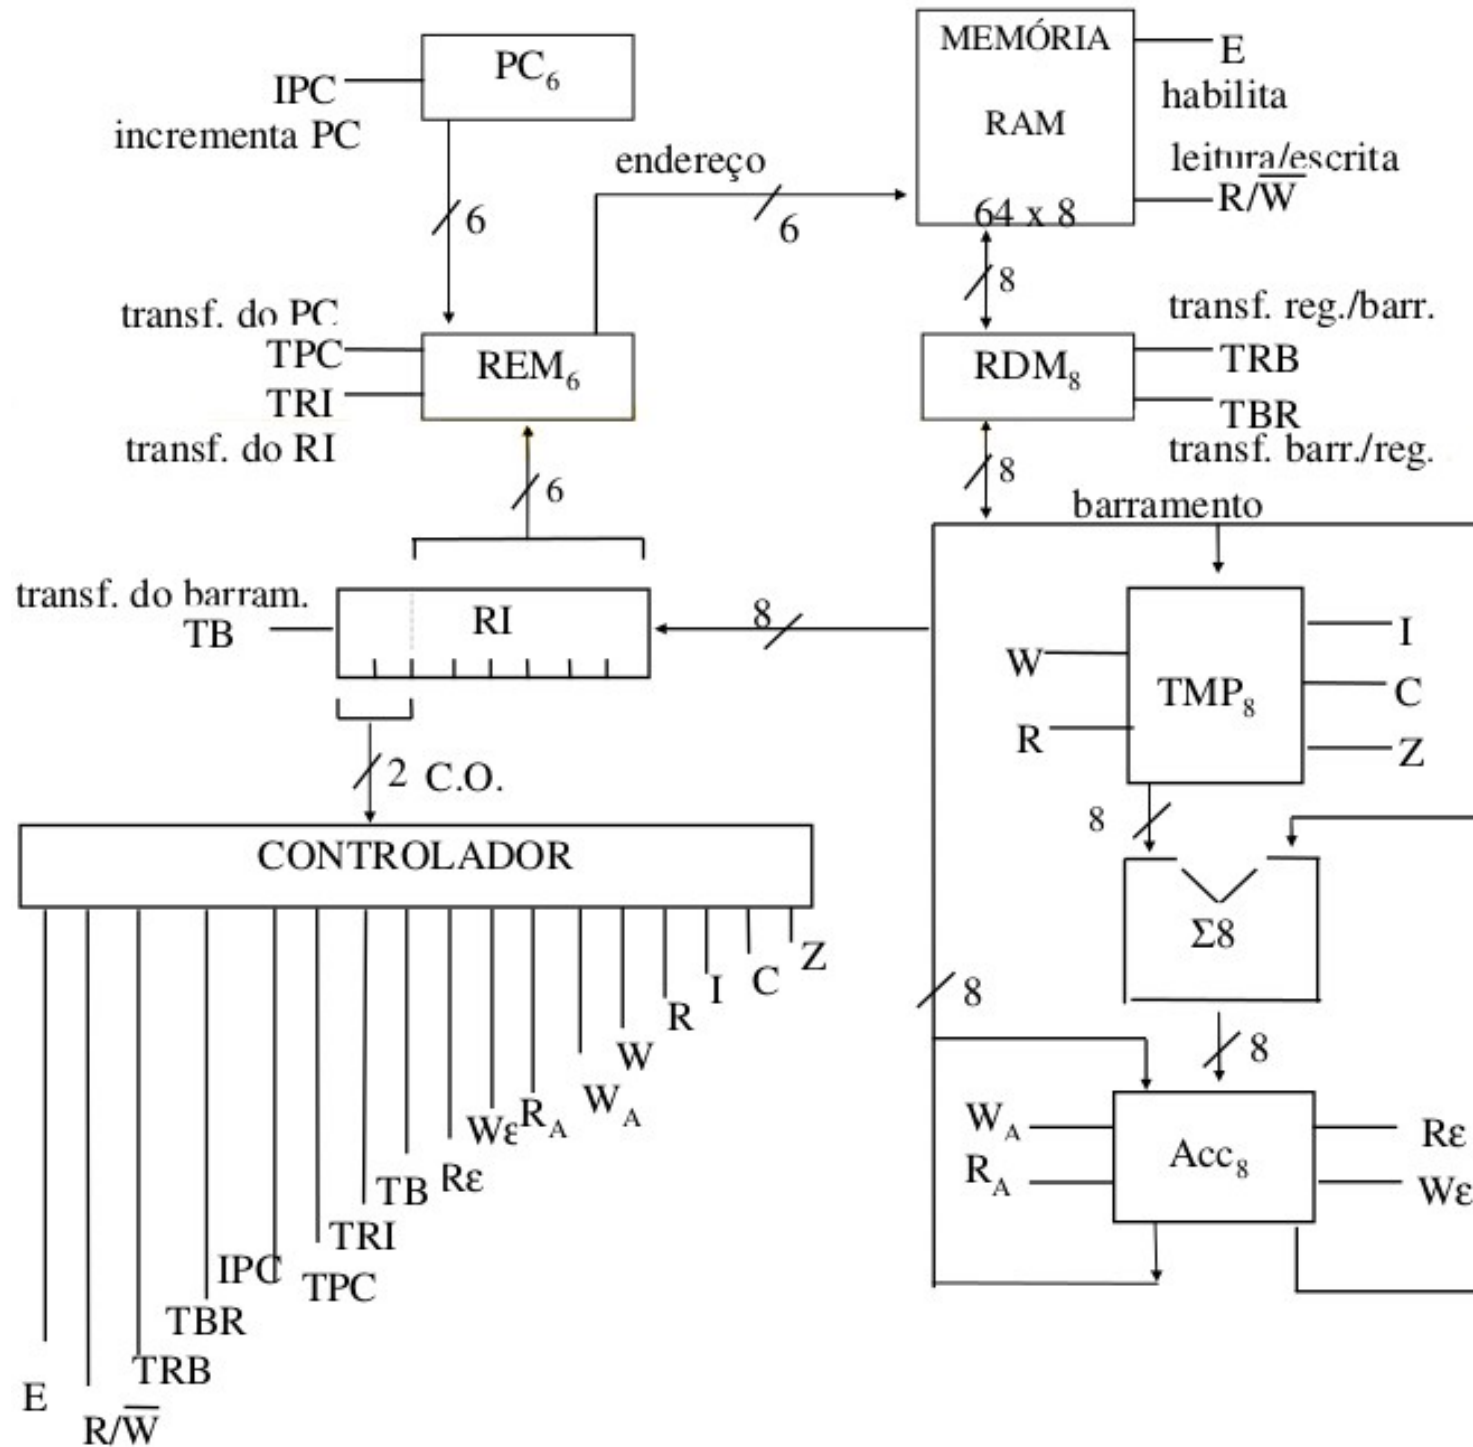 PC6
IPC
incrementa PC
6
endereço
6
MEMÓRIA
RAM
64 x 8
E
habilita
leitura/escrita
R/W̅
8
transf. do PC
TPC
TRI
transf. do RI
REM6
RDM8
transf. reg./barr.
TRB
TBR
transf. barr./reg.
6
8
barramento
transf. do barram.
TB
RI
8
2 C.O.
W
R
TMP8
I
C
Z
8
CONTROLADOR
Σ8
8
8
WA
RA
Acc8
Rε
Wε
Z
C
I
R
W
WA
RA
Wε
Rε
TB
TRI
TPC
IPC
TBR
TRB
R/W̅
E